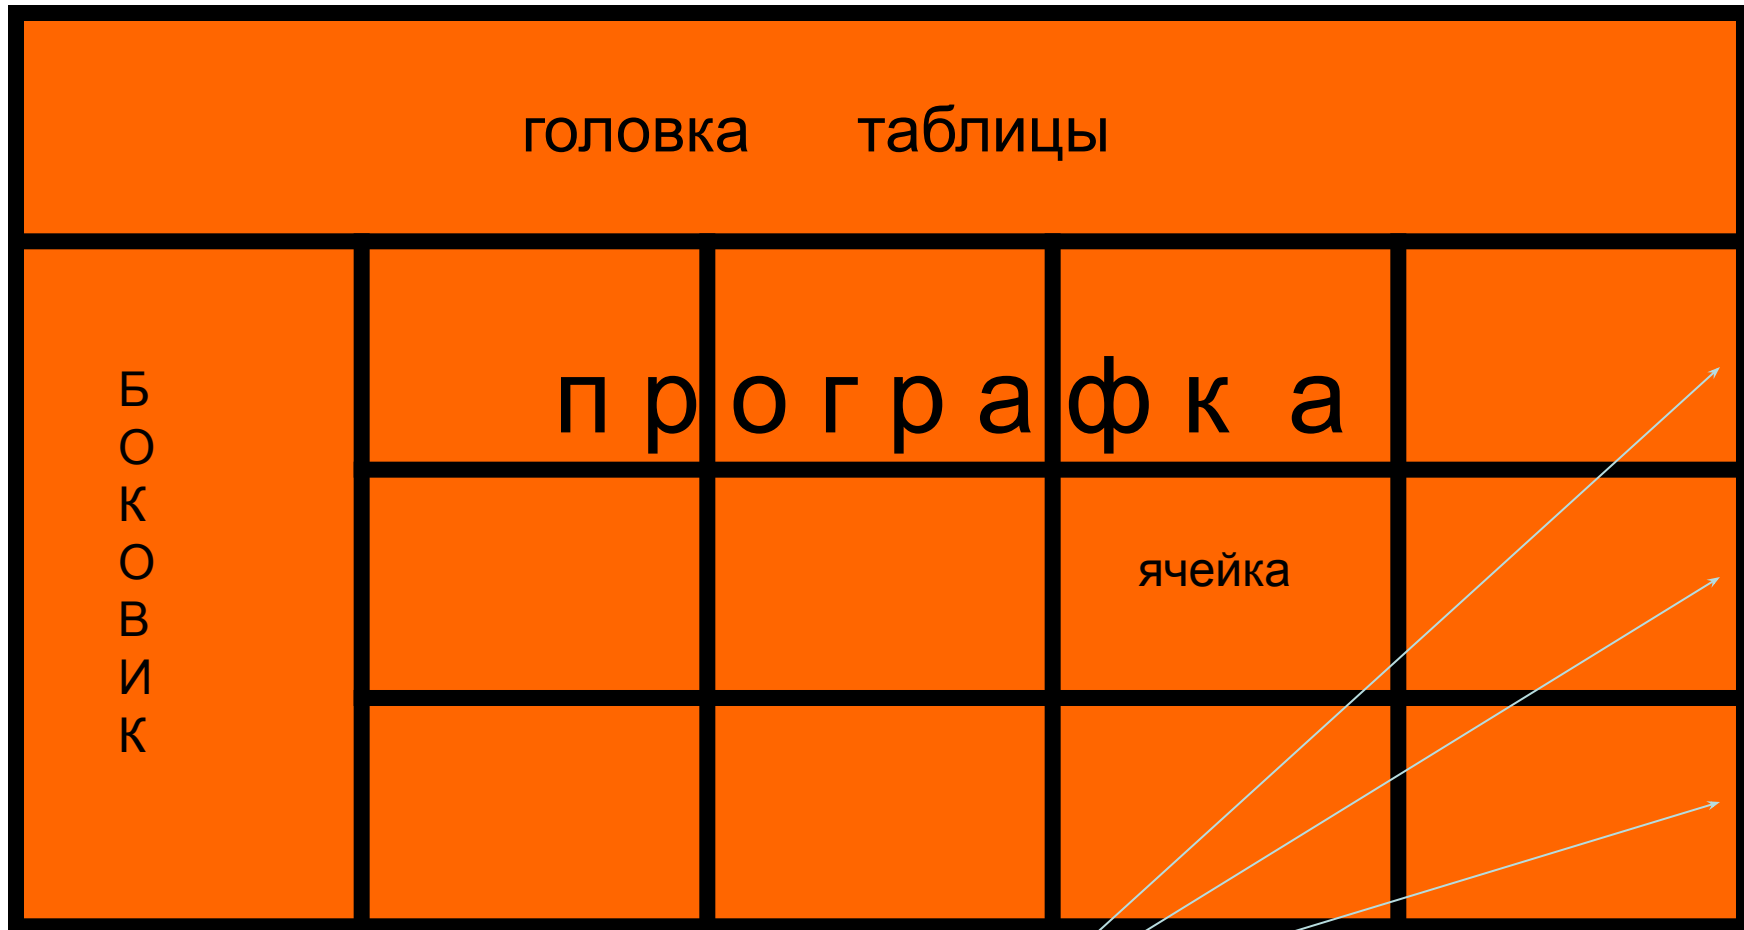 головка таблицы
п р о г р а ф к а
Б
О
К
О
В
И
К
ячейка